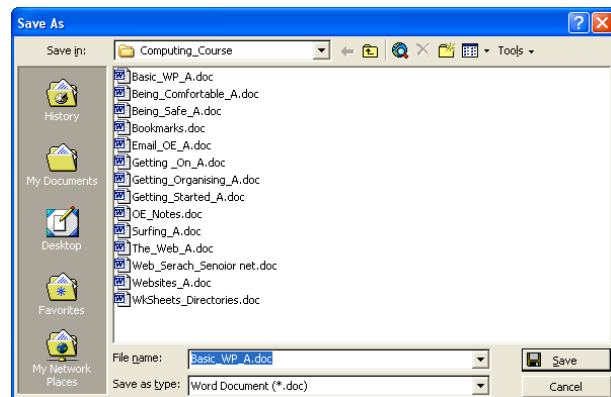 Save As
Save in: Computing_Course Tools
History
My Documents
Desktop
Favorites
My Network
Places
Basic_WP_A.doc
Being_Comfortable_A.doc
Being_Safe_A.doc
Bookmarks.doc
Email_OE_A.doc
Getting _On_A.doc
Getting_Organising_A.doc
Getting_Started_A.doc
OE_Notes.doc
Surfing_A.doc
The_Web_A.doc
Web_Serach_Senoior net.doc
Websites_A.doc
WkSheets_Directories.doc
File name: Basic_WP_A.doc Save
Save as type: Word Document (*.doc) Cancel